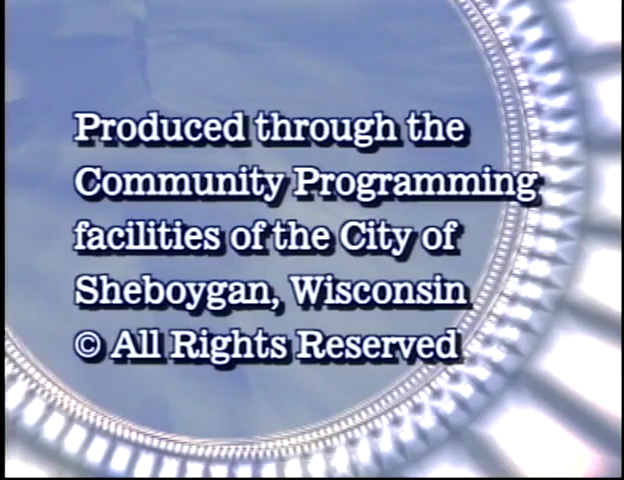 Produced through the
Community Programming
facilities of the City of
Sheboygan, Wisconsin
© All Rights Reserved